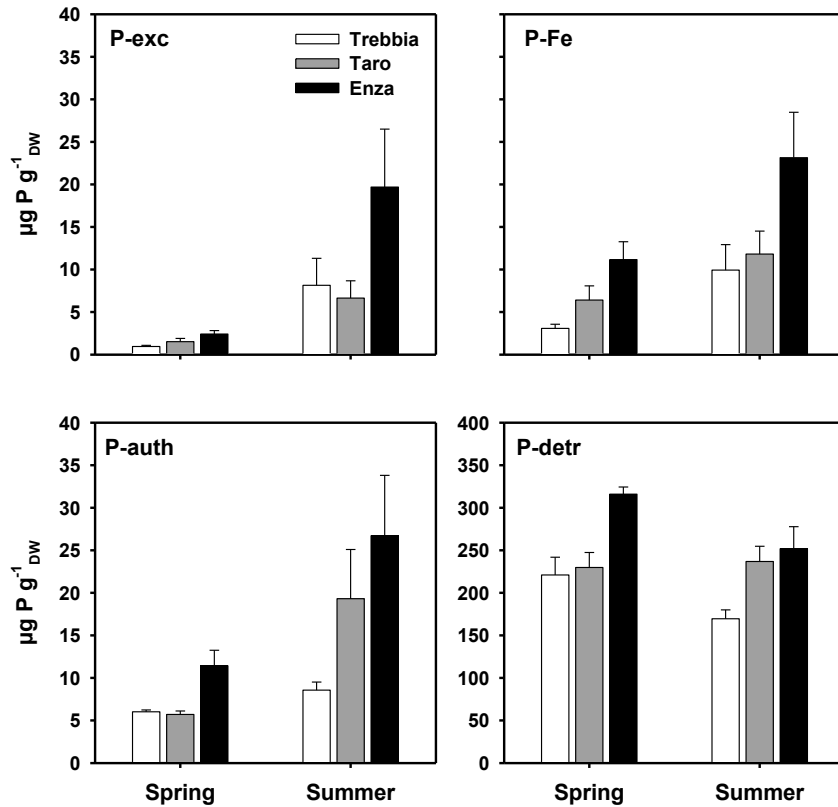 P-exc
Trebbia
Taro
Enza
40
35
30
25
20
15
10
5
0
µg P g⁻¹ DW
P-Fe
P-auth
40
35
30
25
20
15
10
5
0
µg P g⁻¹ DW
Spring Summer
P-detr
400
350
300
250
200
150
100
50
0
Spring Summer